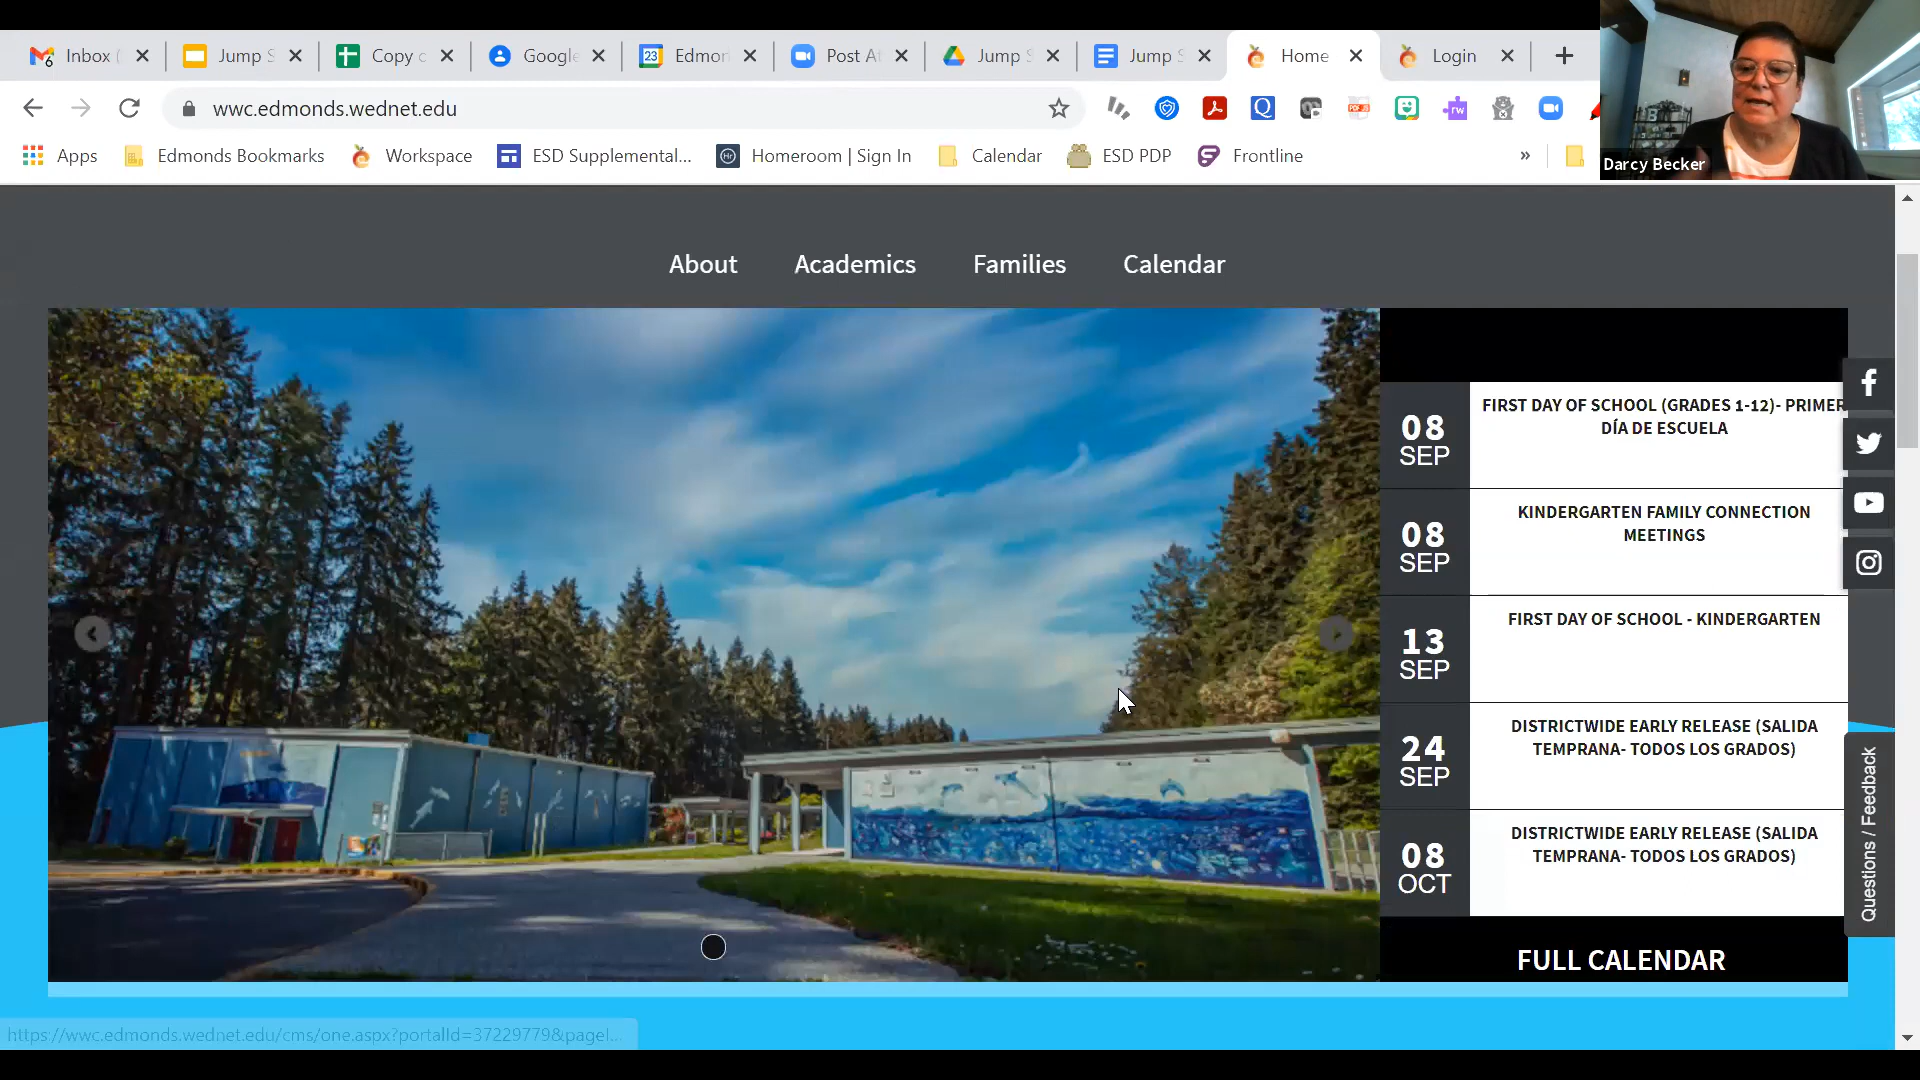 Inbox (
Jump S
Copy c
Google
23
Edmon
Post At
Jump S
Jump S
Home
Login
wwc.edmonds.wednet.edu
Apps
Edmonds Bookmarks
Workspace
ESD Supplemental...
Homeroom | Sign In
Calendar
ESD PDP
Frontline
»
Darcy Becker
About
Academics
Families
Calendar
08
SEP
FIRST DAY OF SCHOOL (GRADES 1-12)- PRIMER
DÍA DE ESCUELA
08
SEP
KINDERGARTEN FAMILY CONNECTION
MEETINGS
13
SEP
FIRST DAY OF SCHOOL - KINDERGARTEN
24
SEP
DISTRICTWIDE EARLY RELEASE (SALIDA
TEMPRANA- TODOS LOS GRADOS)
08
OCT
DISTRICTWIDE EARLY RELEASE (SALIDA
TEMPRANA- TODOS LOS GRADOS)
FULL CALENDAR
Questions / Feedback
https://wwc.edmonds.wednet.edu/cms/one.aspx?portalId=37229779&pageI...